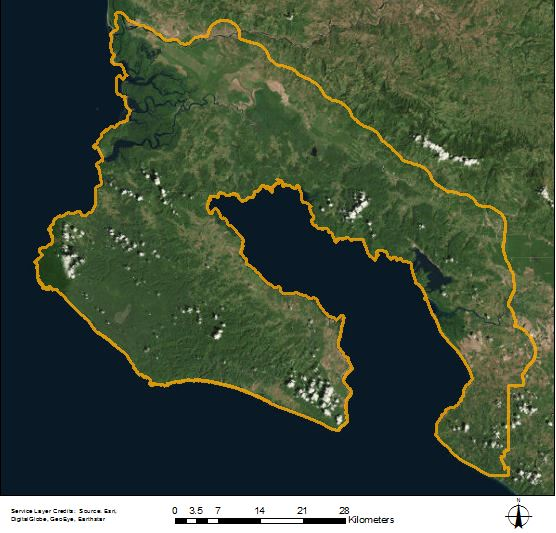 Service Layer Credits: Source: Esri,
DigitalGlobe, GeoEye, Earthstar
0 3.5 7 14 21 28
Kilometers
N